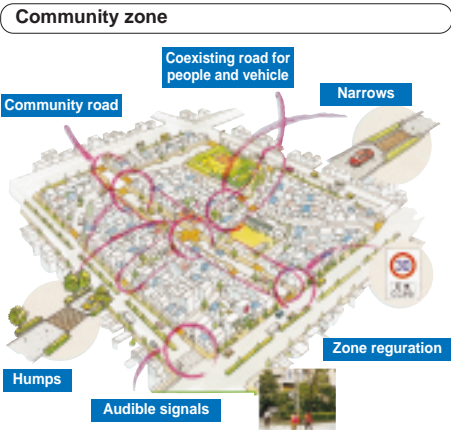 Community zone
Coexisting road for
people and vehicle
Community road
Narrows
30
Zone reguration
Humps
Audible signals